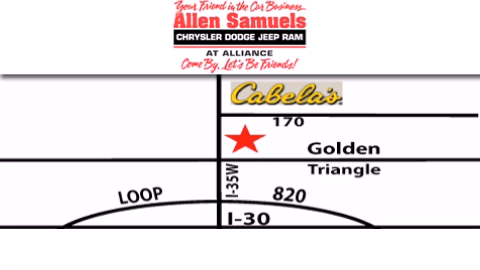 Your Friend in the Car Business
Allen Samuels
CHRYSLER DODGE JEEP RAM
AT ALLIANCE
Come By, Let's Be Friends!
Cabela's
170
Golden
Triangle
I-35W
LOOP 820
I-30